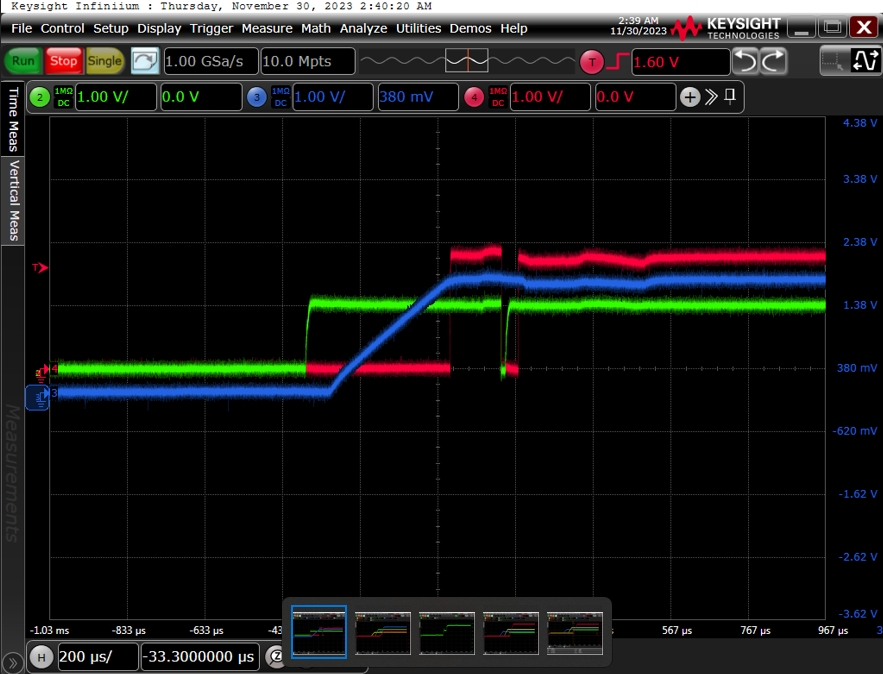 Keysight Infiniium : Thursday, November 30, 2023 2:40:20 AM
File Control Setup Display Trigger Measure Math Analyze Utilities Demos Help
2:39 AM
11/30/2023
KEYSIGHT
TECHNOLOGIES
Run Stop Single 1.00 GSa/s 10.0 Mpts T 1.60 V
2 1MΩ DC 1.00 V/ 0.0 V 3 1MΩ DC 1.00 V/ 380 mV 4 1MΩ DC 1.00 V/ 0.0 V
Time Meas
Vertical Meas
Measurements
4.38 V
3.38 V
2.38 V
T
1.38 V
4
380 mV
3
-620 mV
-1.62 V
-2.62 V
-3.62 V
-1.03 ms -833 µs -633 µs 567 µs 767 µs 967 µs 3
H 200 µs/ -33.3000000 µs Z